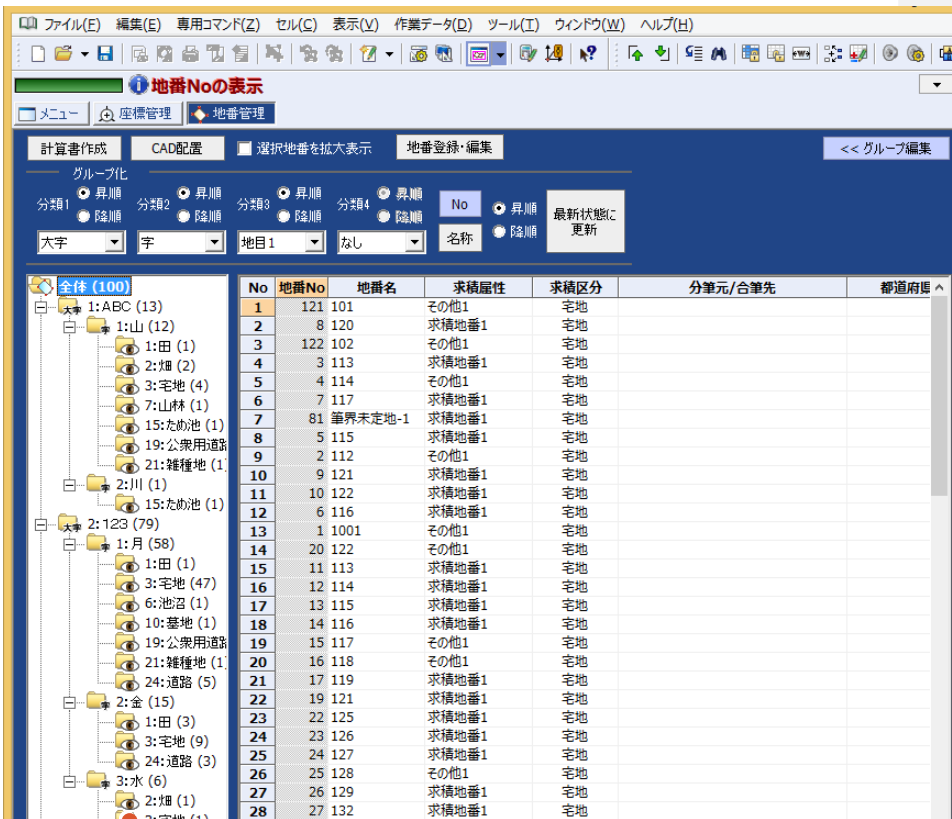 ファイル(F) 編集(E) 専用コマンド(Z) セル(C) 表示(V) 作業データ(D) ツール(T) ウィンドウ(W) ヘルプ(H)
地番Noの表示
メニュー 座標管理 地番管理
計算書作成 CAD配置 選択地番を拡大表示 地番登録・編集 << グループ編集
グループ化
分類1 昇順 降順 分類2 昇順 降順 分類3 昇順 降順 分類4 昇順 降順 No 名称 昇順 降順 最新状態に更新
大字 字 地目1 なし
全体 (100)
大字 1:ABC (13)
字 1:山 (12)
1:田 (1)
2:畑 (2)
3:宅地 (4)
7:山林 (1)
15:ため池 (1)
19:公衆用道路
21:雑種地 (1
字 2:川 (1)
15:ため池 (1)
大字 2:123 (79)
字 1:月 (58)
1:田 (1)
3:宅地 (47)
6:池沼 (1)
10:墓地 (1)
19:公衆用道路
21:雑種地 (1
24:道路 (5)
字 2:金 (15)
1:田 (3)
3:宅地 (9)
24:道路 (3)
字 3:水 (6)
2:畑 (1)
3:宅地 (1)
No 地番No 地番名 求積属性 求積区分 分筆元/合筆先 都道府県
1 121 101 その他1 宅地
2 8 120 求積地番1 宅地
3 122 102 その他1 宅地
4 3 113 求積地番1 宅地
5 4 114 その他1 宅地
6 7 117 求積地番1 宅地
7 81 筆界未定地-1 求積地番1 宅地
8 5 115 求積地番1 宅地
9 2 112 その他1 宅地
10 9 121 求積地番1 宅地
11 10 122 求積地番1 宅地
12 6 116 求積地番1 宅地
13 1 1001 その他1 宅地
14 20 122 その他1 宅地
15 11 113 求積地番1 宅地
16 12 114 求積地番1 宅地
17 13 115 求積地番1 宅地
18 14 116 求積地番1 宅地
19 15 117 その他1 宅地
20 16 118 その他1 宅地
21 17 119 求積地番1 宅地
22 19 121 求積地番1 宅地
23 22 125 求積地番1 宅地
24 23 126 求積地番1 宅地
25 24 127 求積地番1 宅地
26 25 128 その他1 宅地
27 26 129 求積地番1 宅地
28 27 132 求積地番1 宅地